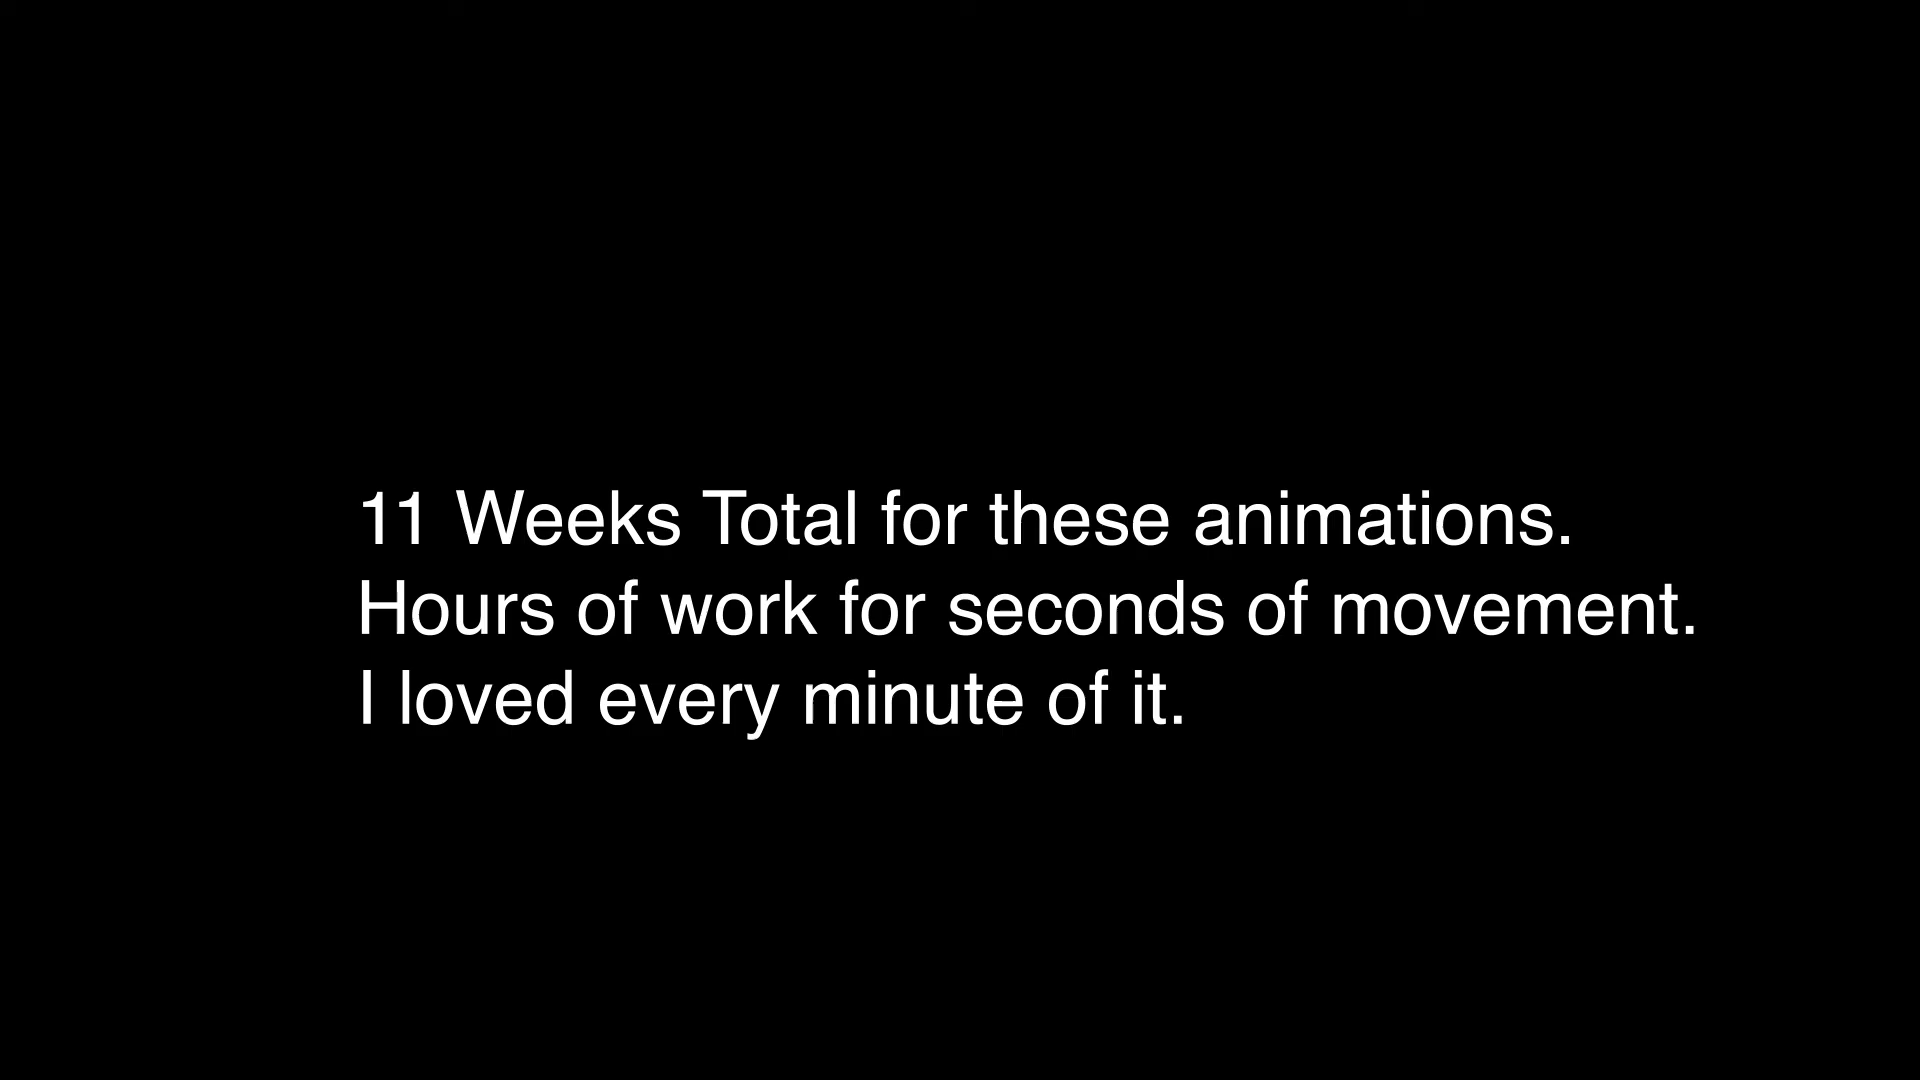 11 Weeks Total for these animations.
Hours of work for seconds of movement.
I loved every minute of it.